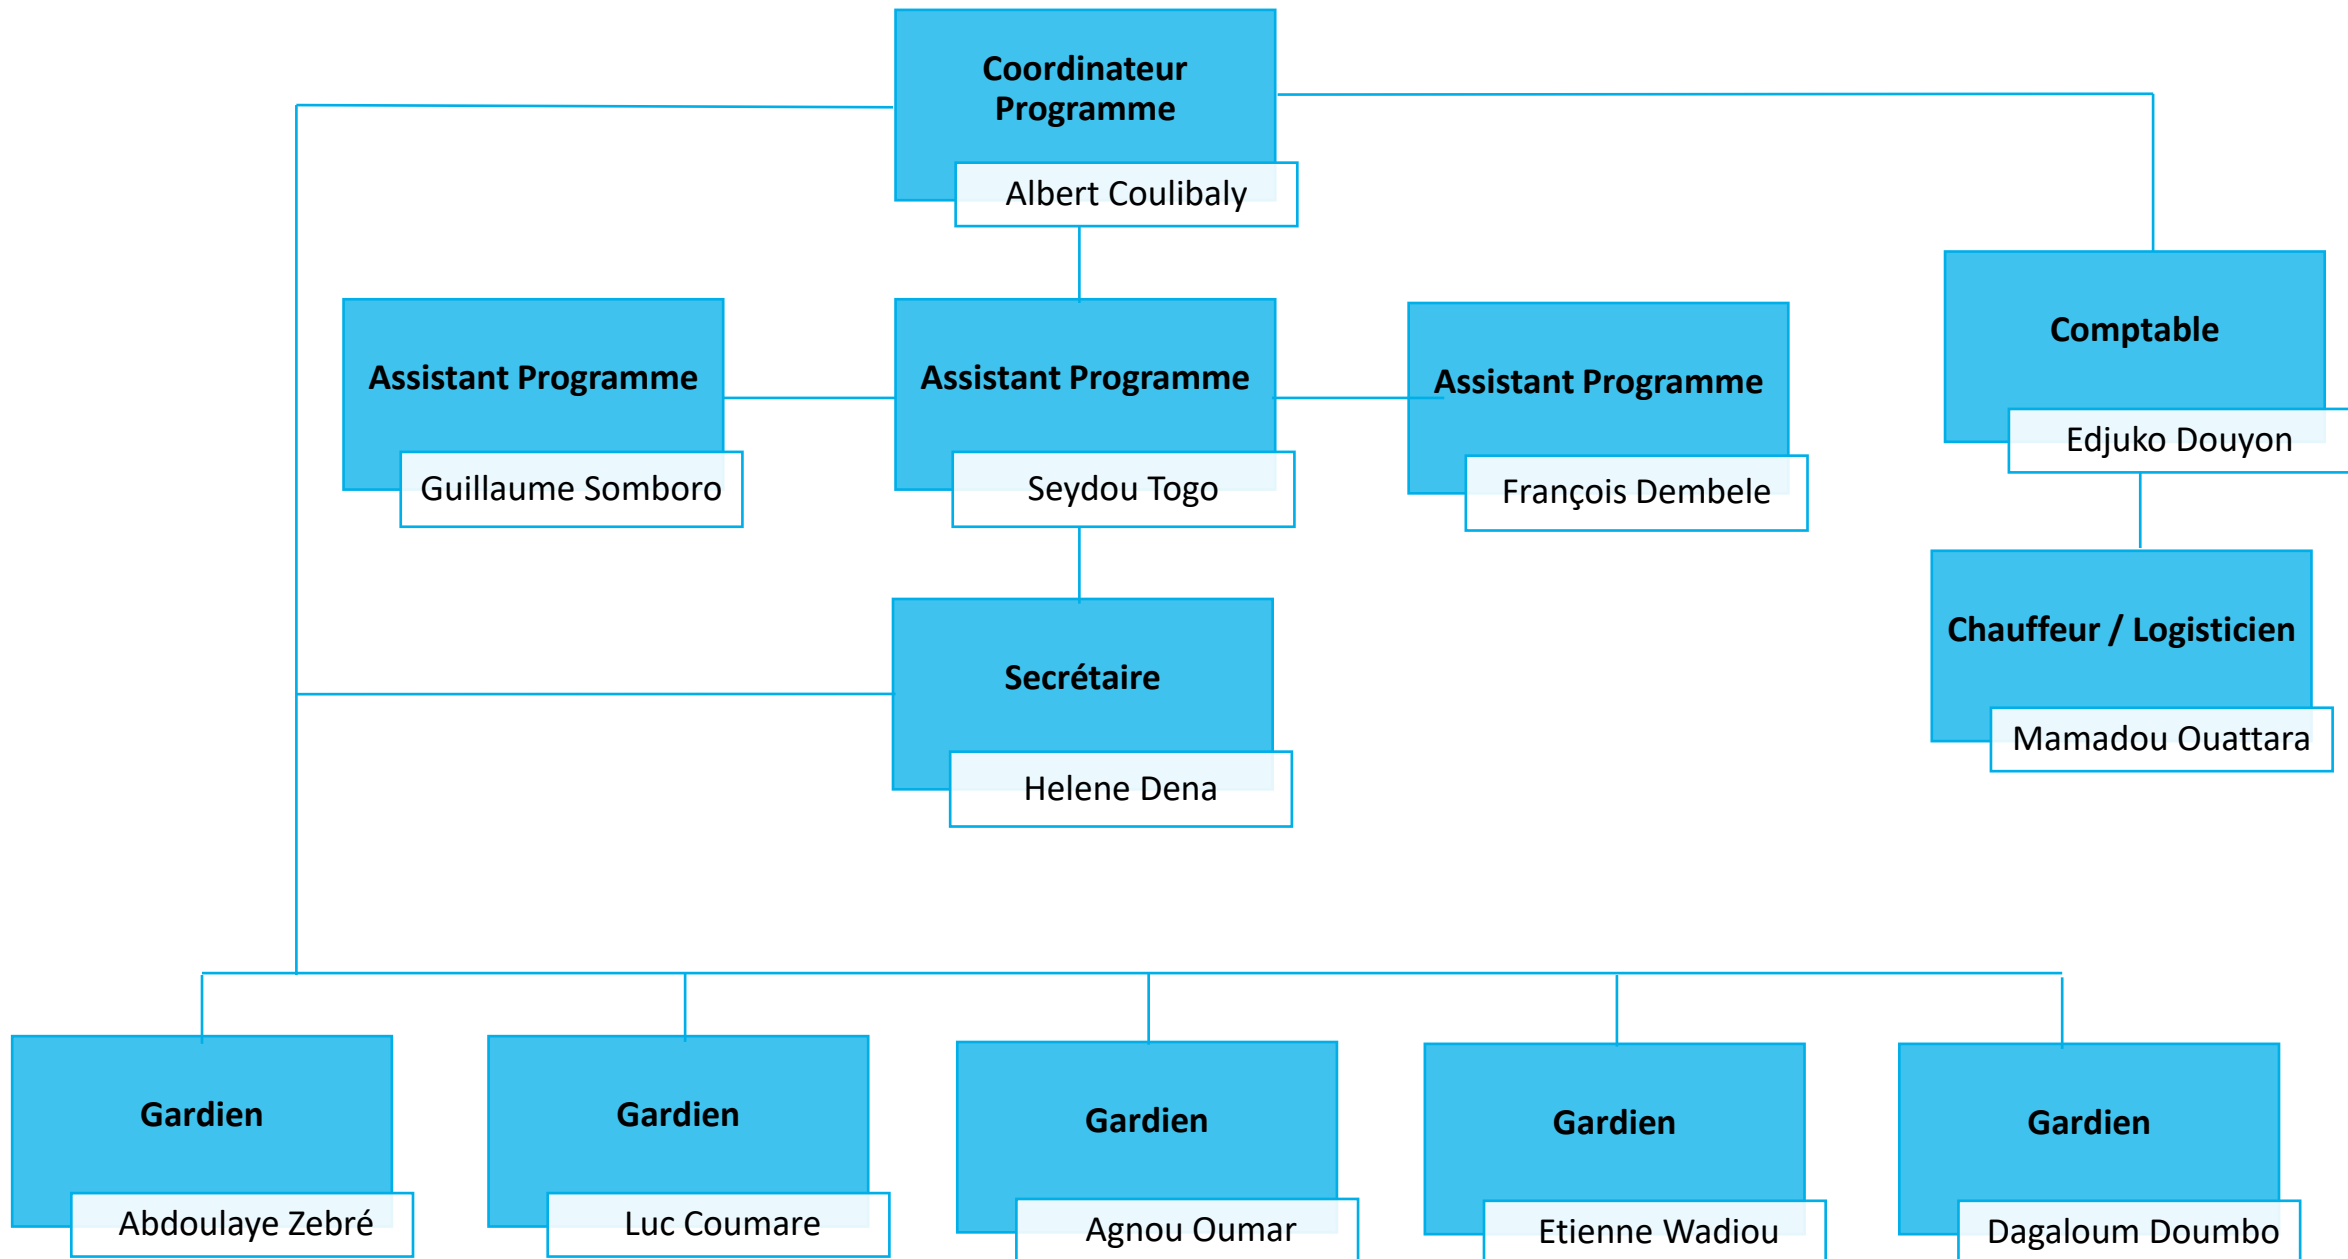 Coordinateur
Programme
Albert Coulibaly
Assistant Programme
Guillaume Somboro
Assistant Programme
Seydou Togo
Assistant Programme
François Dembele
Comptable
Edjuko Douyon
Secrétaire
Helene Dena
Chauffeur / Logisticien
Mamadou Ouattara
Gardien
Abdoulaye Zebré
Gardien
Luc Coumare
Gardien
Agnou Oumar
Gardien
Etienne Wadiou
Gardien
Dagaloum Doumbo